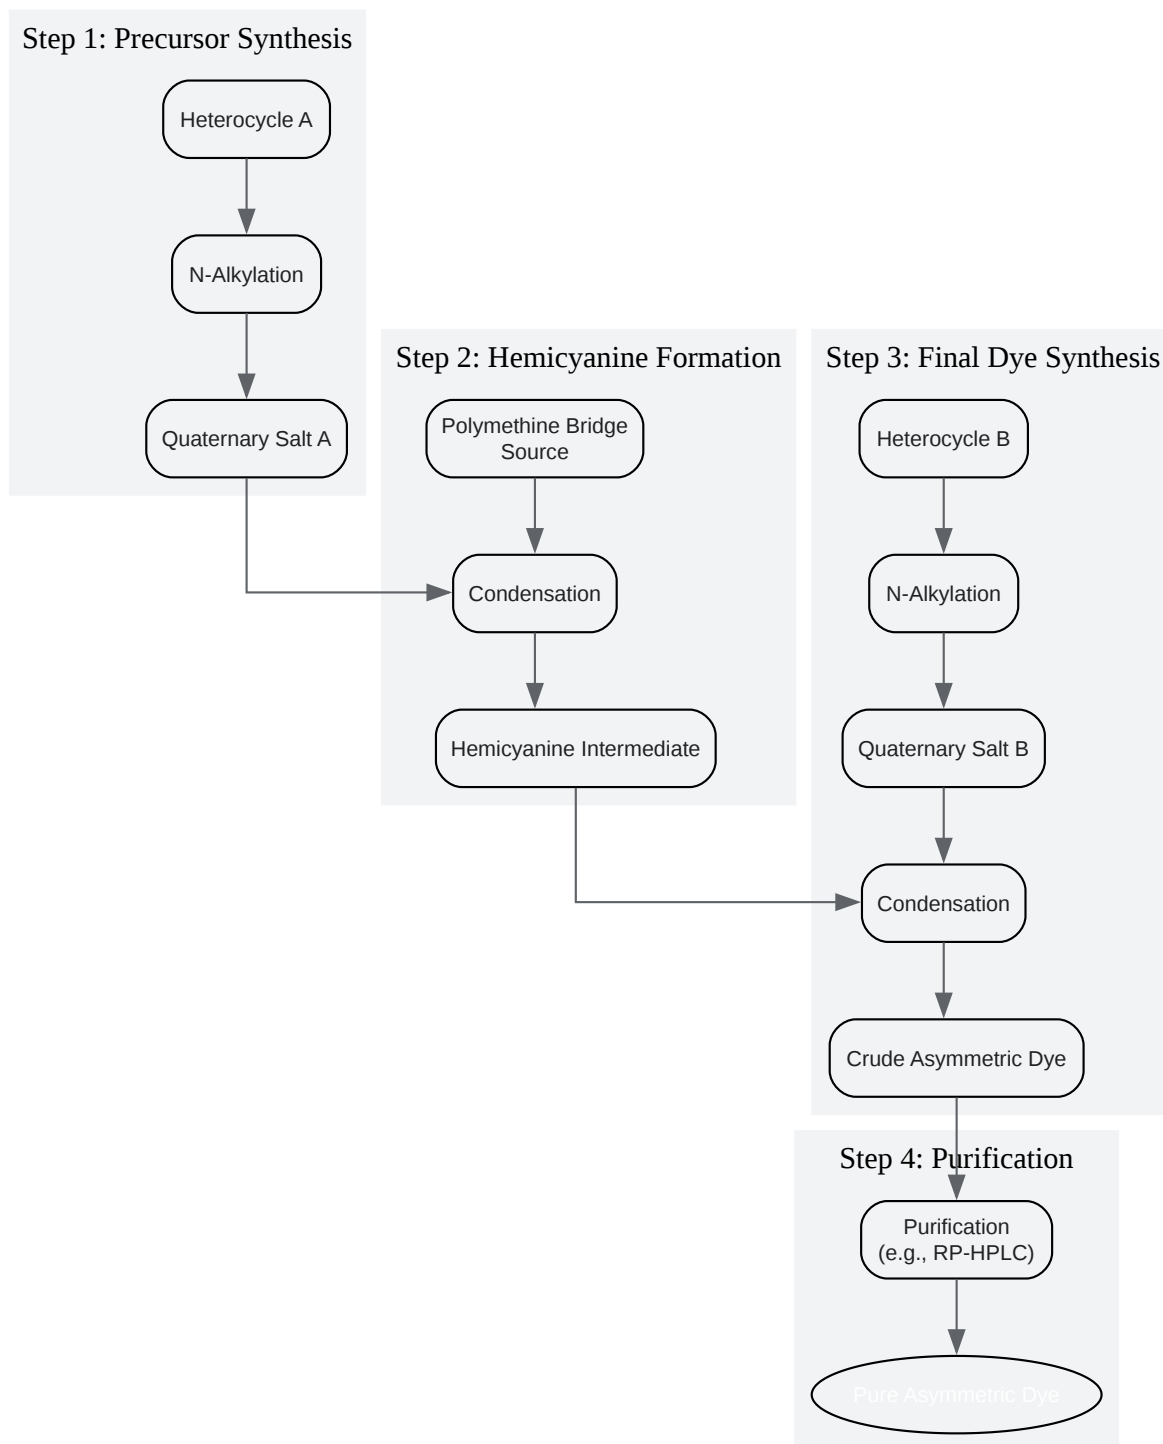 Step 1: Precursor Synthesis
Heterocycle A
N-Alkylation
Quaternary Salt A
Step 2: Hemicyanine Formation
Polymethine Bridge
Source
Condensation
Hemicyanine Intermediate
Step 3: Final Dye Synthesis
Heterocycle B
N-Alkylation
Quaternary Salt B
Condensation
Crude Asymmetric Dye
Step 4: Purification
Purification
(e.g., RP-HPLC)
Pure Asymmetric Dye